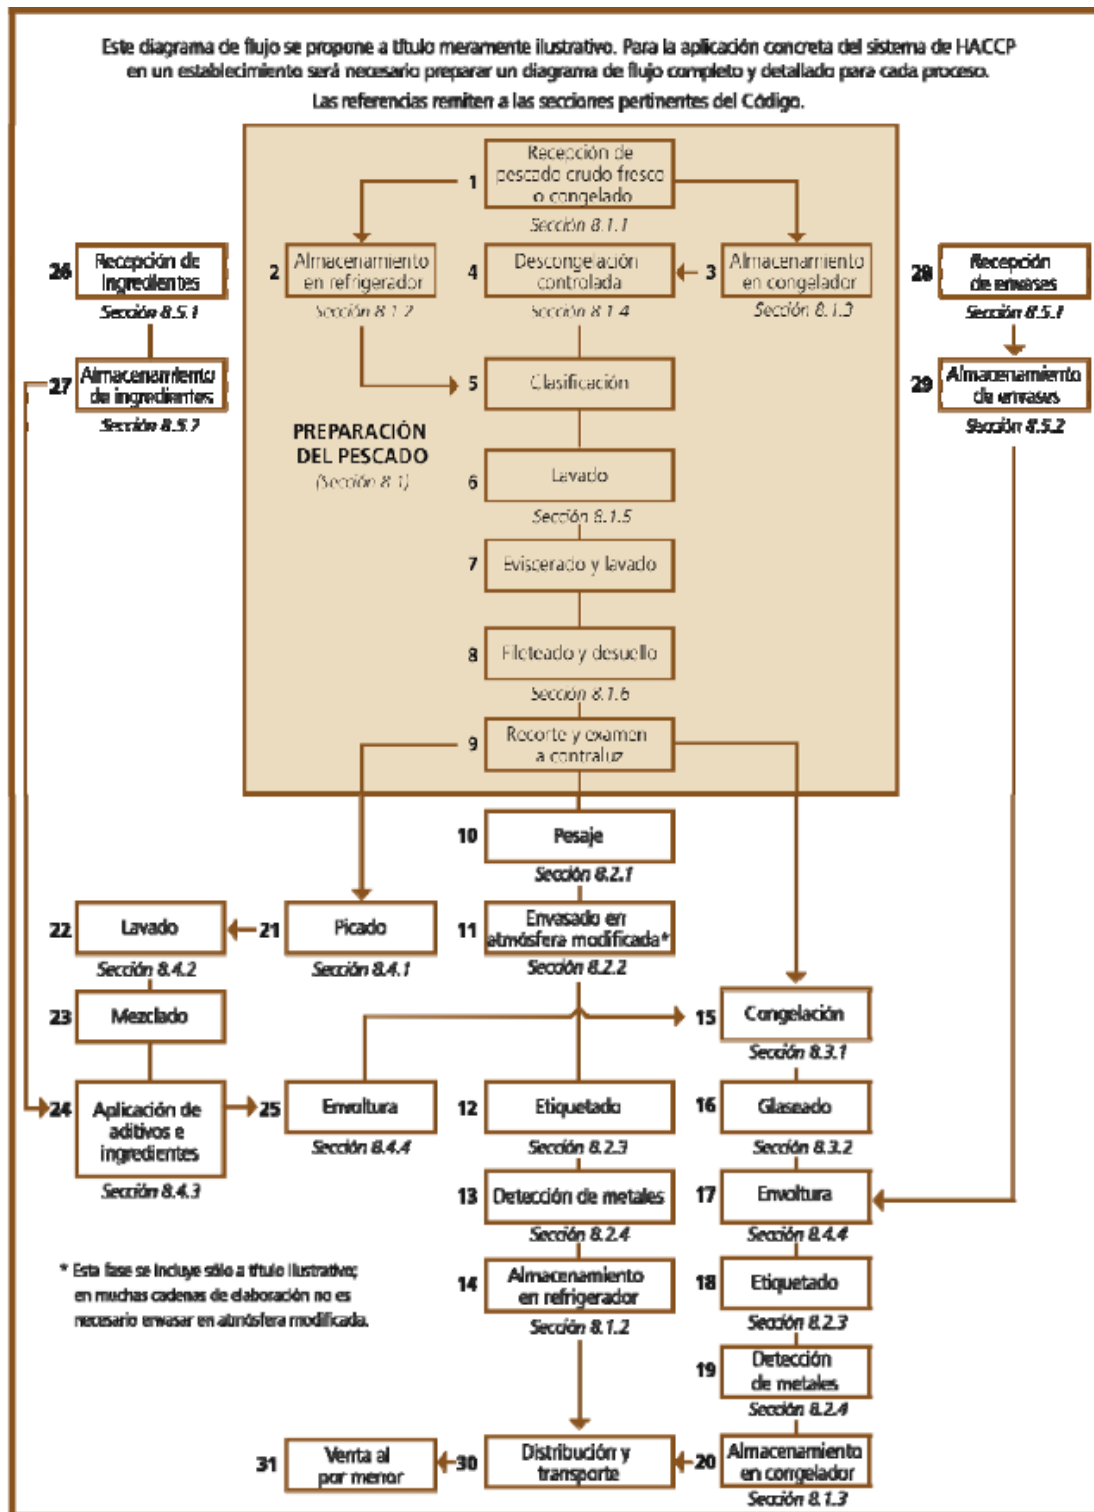 Este diagrama de flujo se propone a título meramente ilustrativo. Para la aplicación concreta del sistema de HACCP
en un establecimiento será necesario preparar un diagrama de flujo completo y detallado para cada proceso.
Las referencias remiten a las secciones pertinentes del Código.
1
Recepción de
pescado crudo fresco
o congelado
Sección 8.1.1
26
Recepción de
Ingredientes
Sección 8.5.1
2
Almacenamiento
en refrigerador
Sección 8.1.2
4
Descongelación
controlada
Sección 8.1.4
3
Almacenamiento
en congelador
Sección 8.1.3
28
Recepción
de envases
Sección 8.5.1
27
Almacenamiento
de ingredientes
Sección 8.5.2
5
Clasificación
29
Almacenamiento
de envases
Sección 8.5.2
PREPARACIÓN
DEL PESCADO
(Sección 8.1)
6
Lavado
Sección 8.1.5
7
Eviscerado y lavado
8
Fileteado y desuello
Sección 8.1.6
9
Recorte y examen
a contraluz
10
Pesaje
Sección 8.2.1
22
Lavado
Sección 8.4.2
21
Picado
Sección 8.4.1
11
Envasado en
atmósfera modificada*
Sección 8.2.2
23
Mezclado
15
Congelación
Sección 8.3.1
24
Aplicación de
aditivos e
ingredientes
Sección 8.4.3
25
Envoltura
Sección 8.4.4
12
Etiquetado
Sección 8.2.3
16
Glaseado
Sección 8.3.2
13
Detección de metales
Sección 8.2.4
17
Envoltura
Sección 8.4.4
* Esta fase se incluye sólo a título ilustrativo;
en muchas cadenas de elaboración no es
necesario envasar en atmósfera modificada.
14
Almacenamiento
en refrigerador
Sección 8.1.2
18
Etiquetado
Sección 8.2.3
19
Detección
de metales
Sección 8.2.4
31
Venta al
por menor
30
Distribución y
transporte
20
Almacenamiento
en congelador
Sección 8.1.3